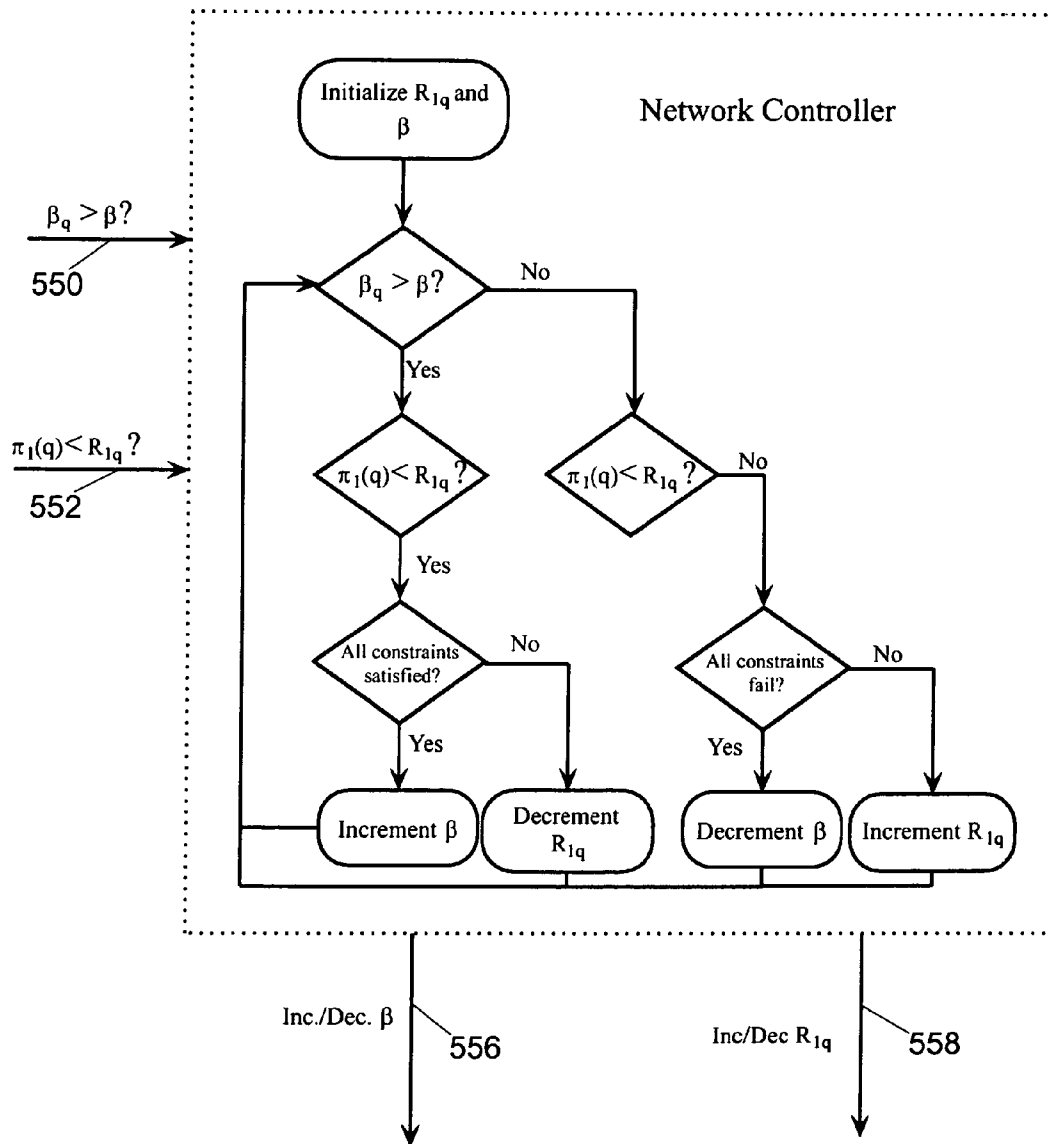 Initialize R1q and
β
Network Controller
βq > β?
550
βq > β?
No
Yes
π1(q)< R1q ?
552
π1(q)< R1q ?
π1(q)< R1q ?
No
Yes
All constraints
satisfied?
No
All constraints
fail?
No
Yes
Yes
Increment β
Decrement
R1q
Decrement β
Increment R1q
Inc./Dec. β
556
Inc/Dec R1q
558